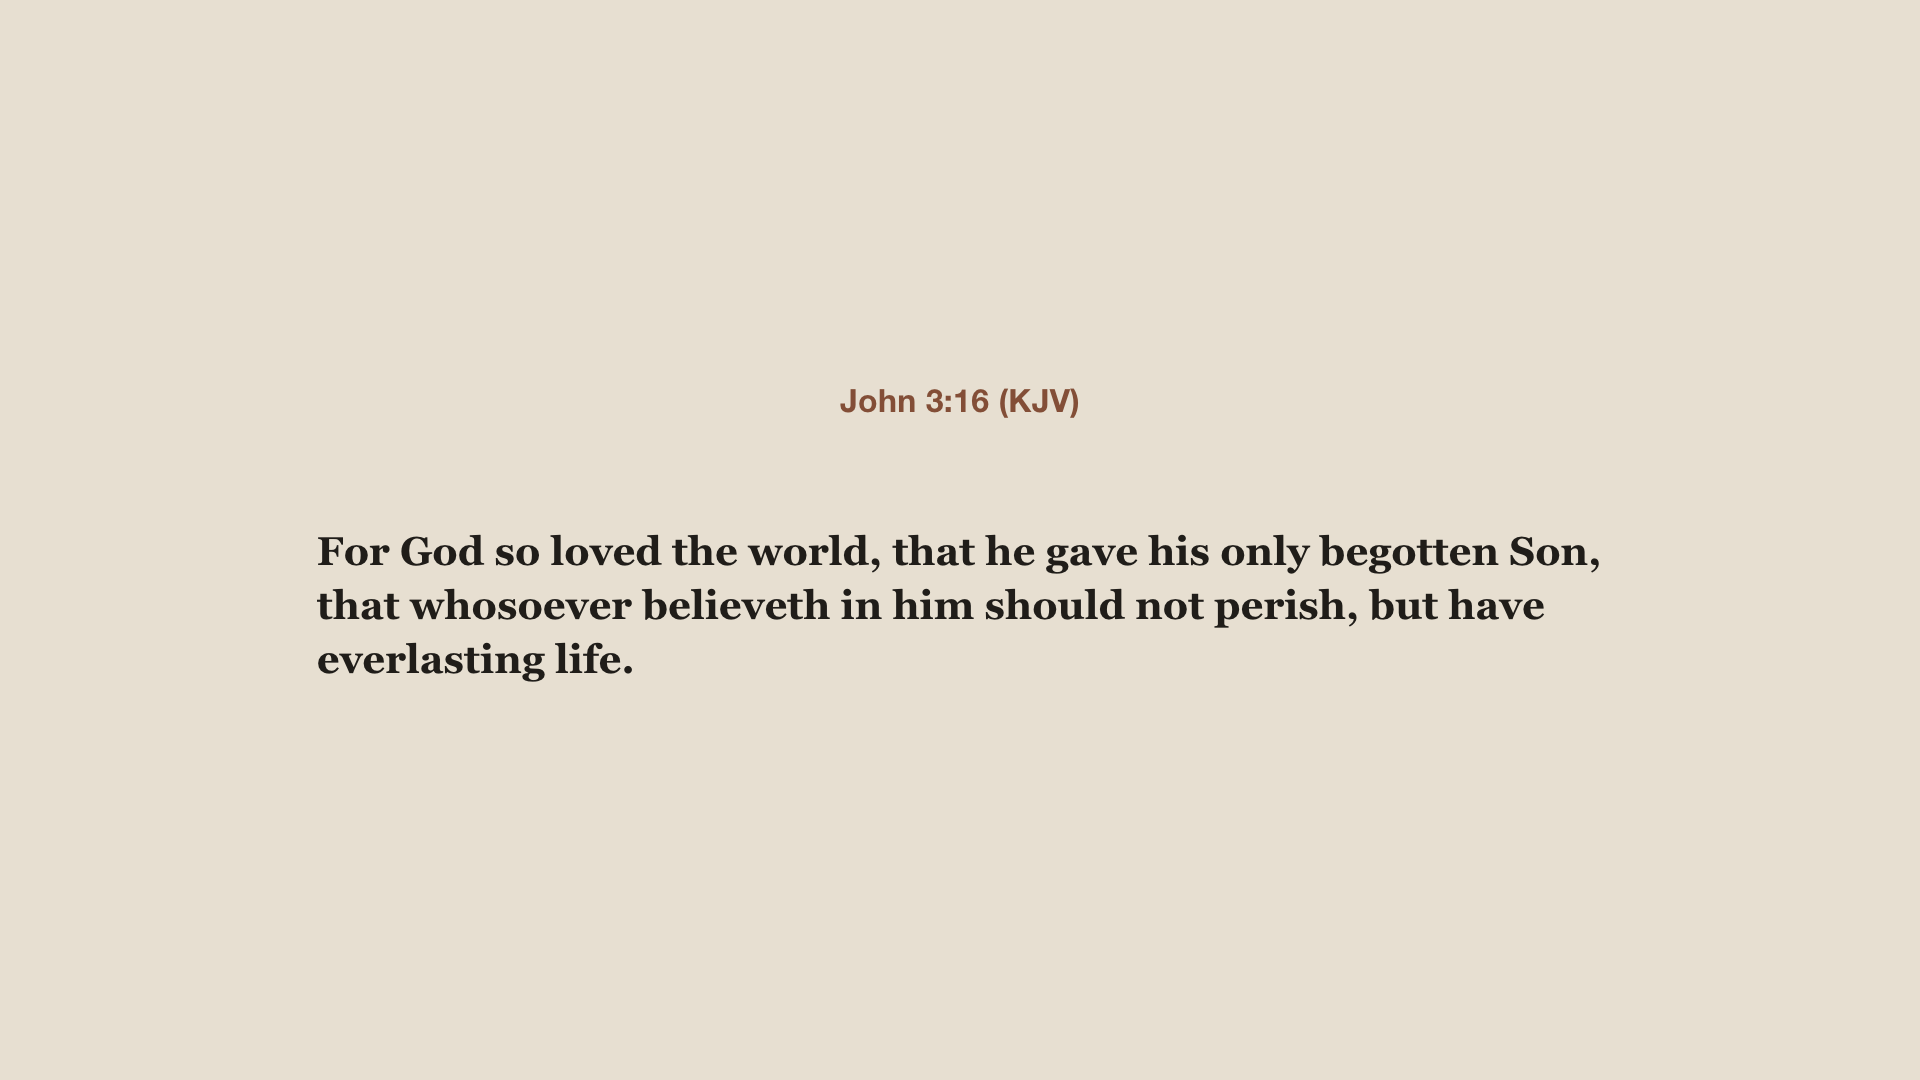 John 3:16 (KJV)
For God so loved the world, that he gave his only begotten Son,
that whosoever believeth in him should not perish, but have
everlasting life.